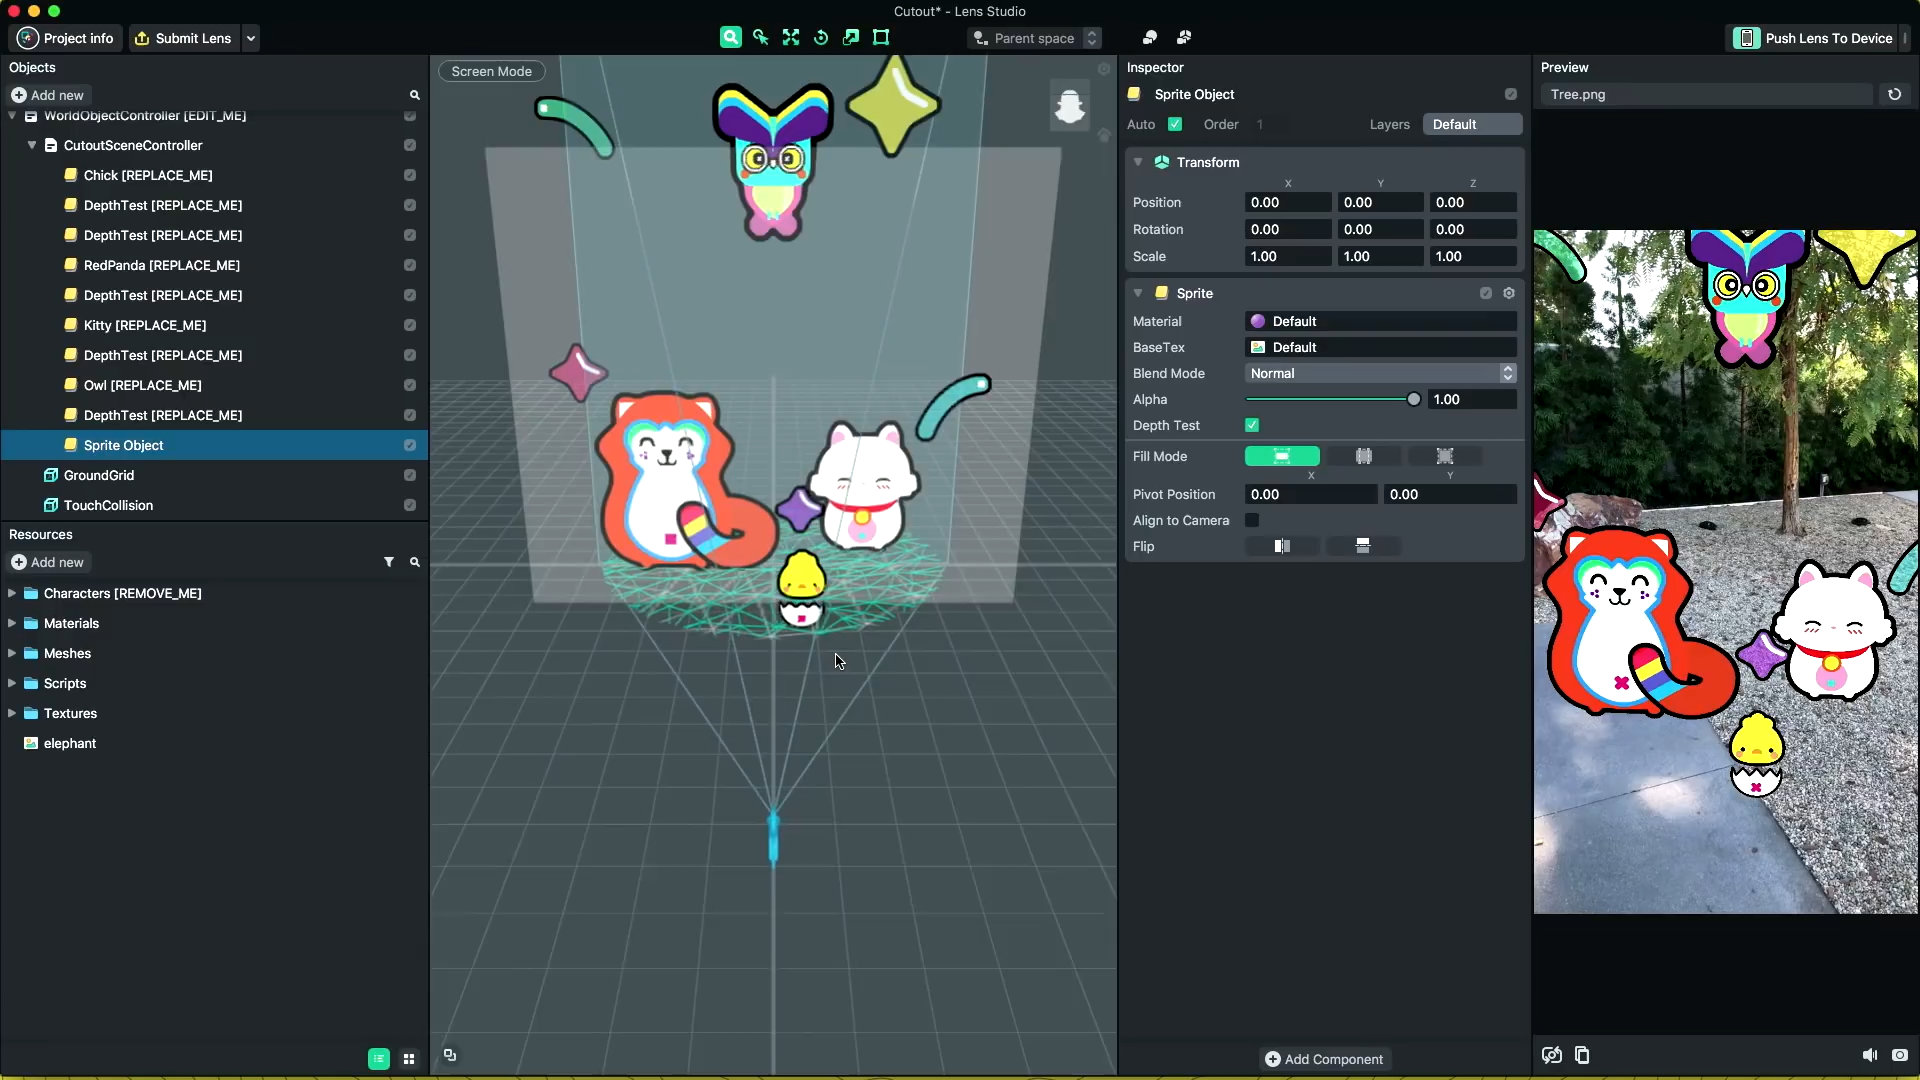 Cutout* - Lens Studio
Project info
Submit Lens
Parent space
Push Lens To Device
Objects
Add new
WorldObjectController [EDIT_ME]
CutoutSceneController
Chick [REPLACE_ME]
DepthTest [REPLACE_ME]
DepthTest [REPLACE_ME]
RedPanda [REPLACE_ME]
DepthTest [REPLACE_ME]
Kitty [REPLACE_ME]
DepthTest [REPLACE_ME]
Owl [REPLACE_ME]
DepthTest [REPLACE_ME]
Sprite Object
GroundGrid
TouchCollision
Resources
Add new
Characters [REMOVE_ME]
Materials
Meshes
Scripts
Textures
elephant
Screen Mode
Inspector
Sprite Object
Auto Order 1 Layers Default
Transform
X Y Z
Position 0.00 0.00 0.00
Rotation 0.00 0.00 0.00
Scale 1.00 1.00 1.00
Sprite
Material Default
BaseTex Default
Blend Mode Normal
Alpha 1.00
Depth Test
Fill Mode
X Y
Pivot Position 0.00 0.00
Align to Camera
Flip
Add Component
Preview
Tree.png